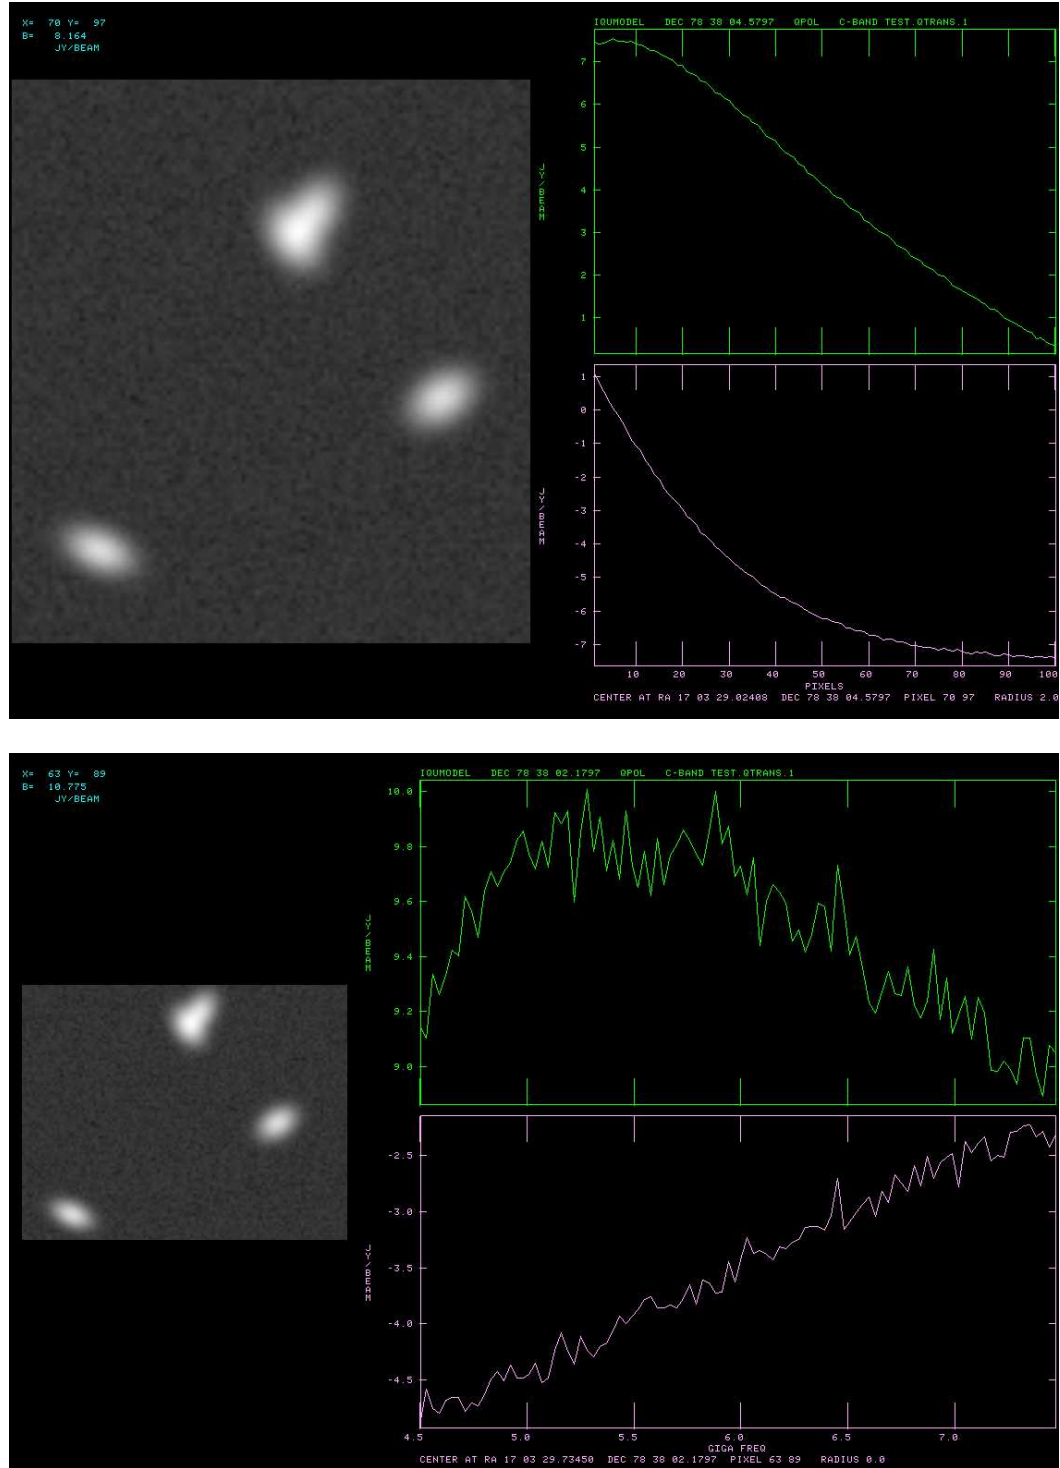 X=  70 Y=  97
B=   8.164
JY/BEAM
IQUMODEL   DEC 78 38 04.5797   QPOL   C-BAND TEST.QTRANS.1
7
6
5
4
3
2
1
JY/BEAM
1
0
-1
-2
-3
-4
-5
-6
-7
JY/BEAM
10 20 30 40 50 60 70 80 90 100
PIXELS
CENTER AT RA 17 03 29.02408  DEC 78 38 04.5797  PIXEL 70 97   RADIUS 2.0
X=  63 Y=  89
B=  10.775
JY/BEAM
IQUMODEL   DEC 78 38 02.1797   QPOL   C-BAND TEST.QTRANS.1
10.0
9.8
9.6
9.4
9.2
9.0
JY/BEAM
-2.5
-3.0
-3.5
-4.0
-4.5
JY/BEAM
4.5 5.0 5.5 6.0 6.5 7.0
GIGA FREQ
CENTER AT RA 17 03 29.73450  DEC 78 38 02.1797  PIXEL 63 89   RADIUS 0.0